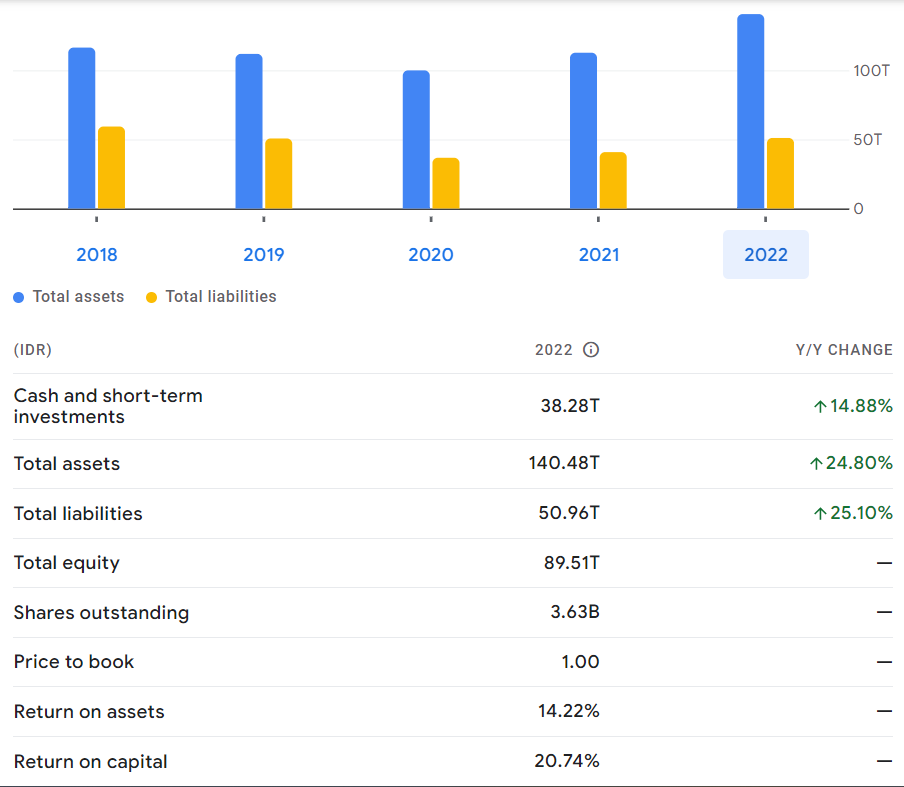 100T
50T
0
2018 2019 2020 2021 2022
Total assets Total liabilities
(IDR) 2022 Y/Y CHANGE
Cash and short-term
investments 38.28T ↑14.88%
Total assets 140.48T ↑24.80%
Total liabilities 50.96T ↑25.10%
Total equity 89.51T —
Shares outstanding 3.63B —
Price to book 1.00 —
Return on assets 14.22% —
Return on capital 20.74% —